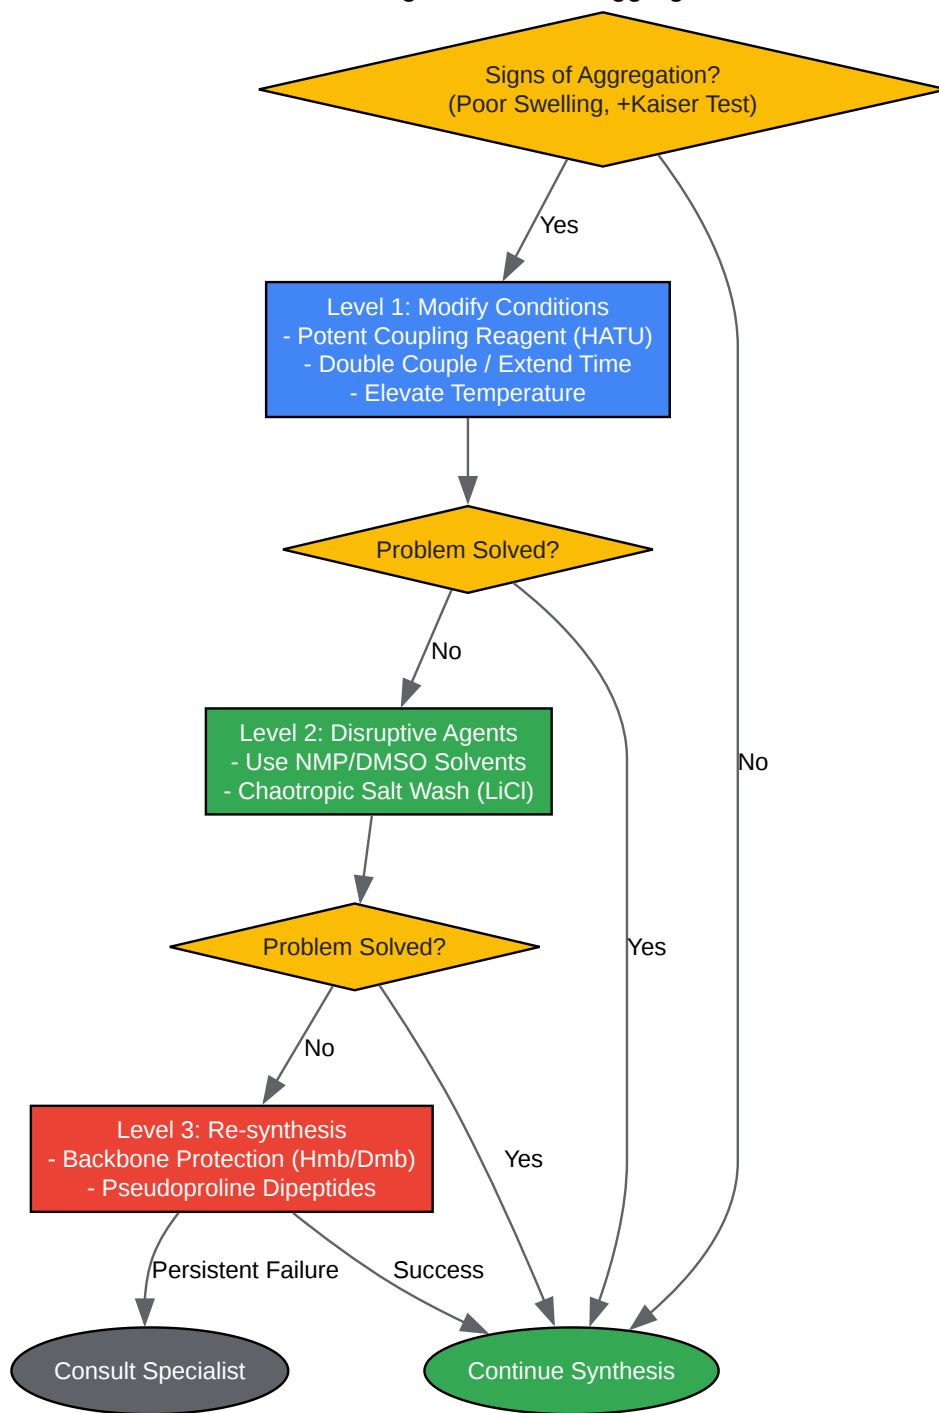 Signs of Aggregation?
(Poor Swelling, +Kaiser Test)
Yes
Level 1: Modify Conditions
- Potent Coupling Reagent (HATU)
- Double Couple / Extend Time
- Elevate Temperature
Problem Solved?
No
Level 2: Disruptive Agents
- Use NMP/DMSO Solvents
- Chaotropic Salt Wash (LiCl)
No
Problem Solved?
Yes
No
Level 3: Re-synthesis
- Backbone Protection (Hmb/Dmb)
- Pseudoproline Dipeptides
Yes
Persistent Failure
Success
Consult Specialist
Continue Synthesis